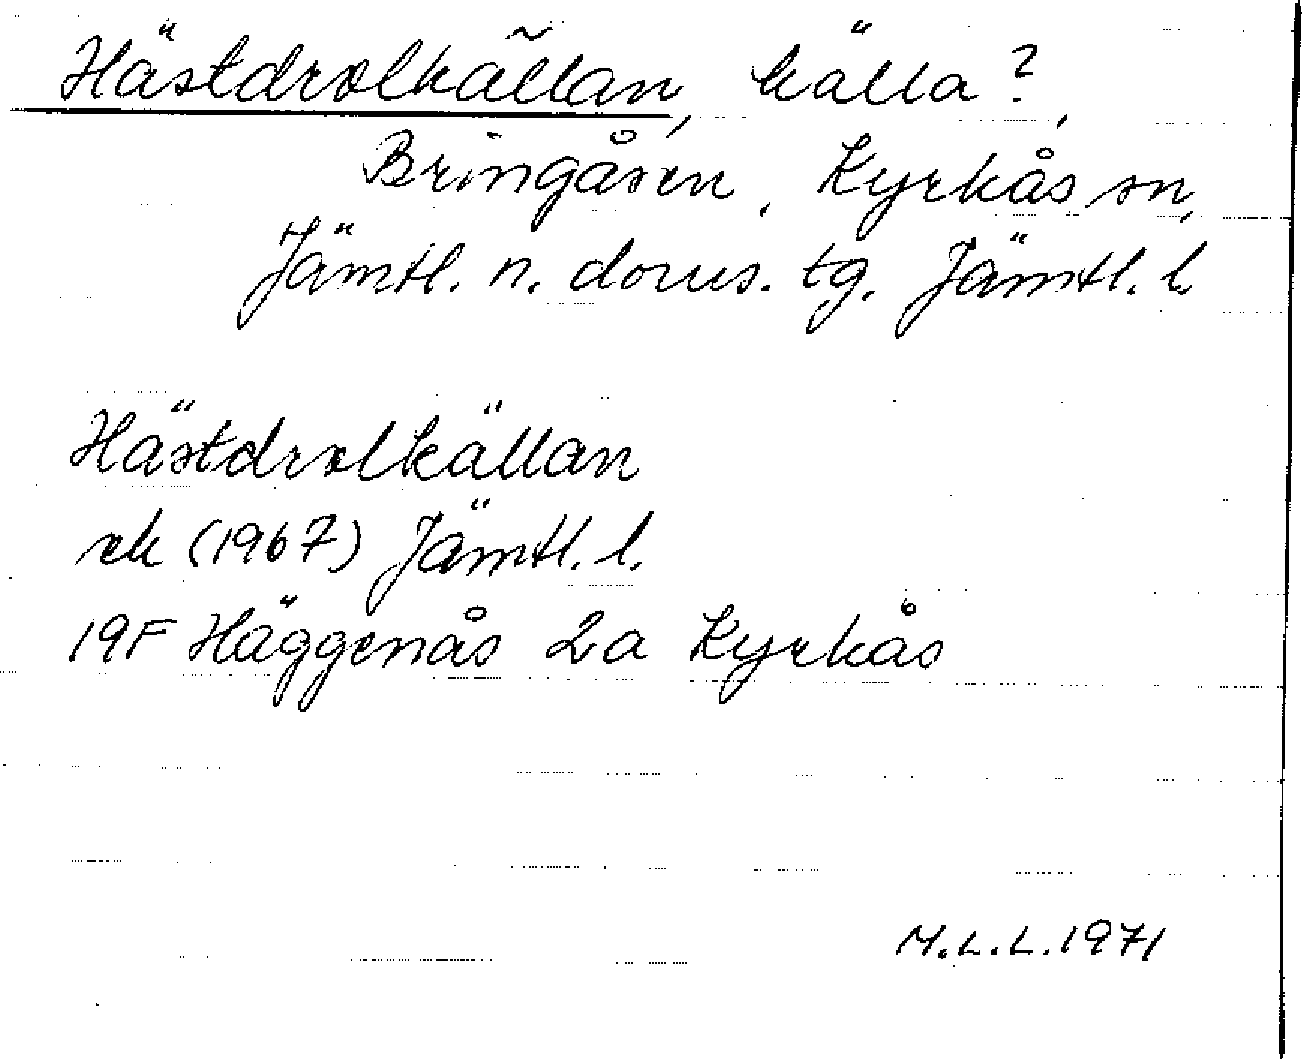 Hästdrolkällan, källa?,
Bringåsen, Kyrkås sn,
Jämtl. n. doms. tg. Jämtl. l.
Hästdrolkällan
ek (1967) Jämtl. l.
19F Häggenås 2a Kyrkås
M.L.L. 1971